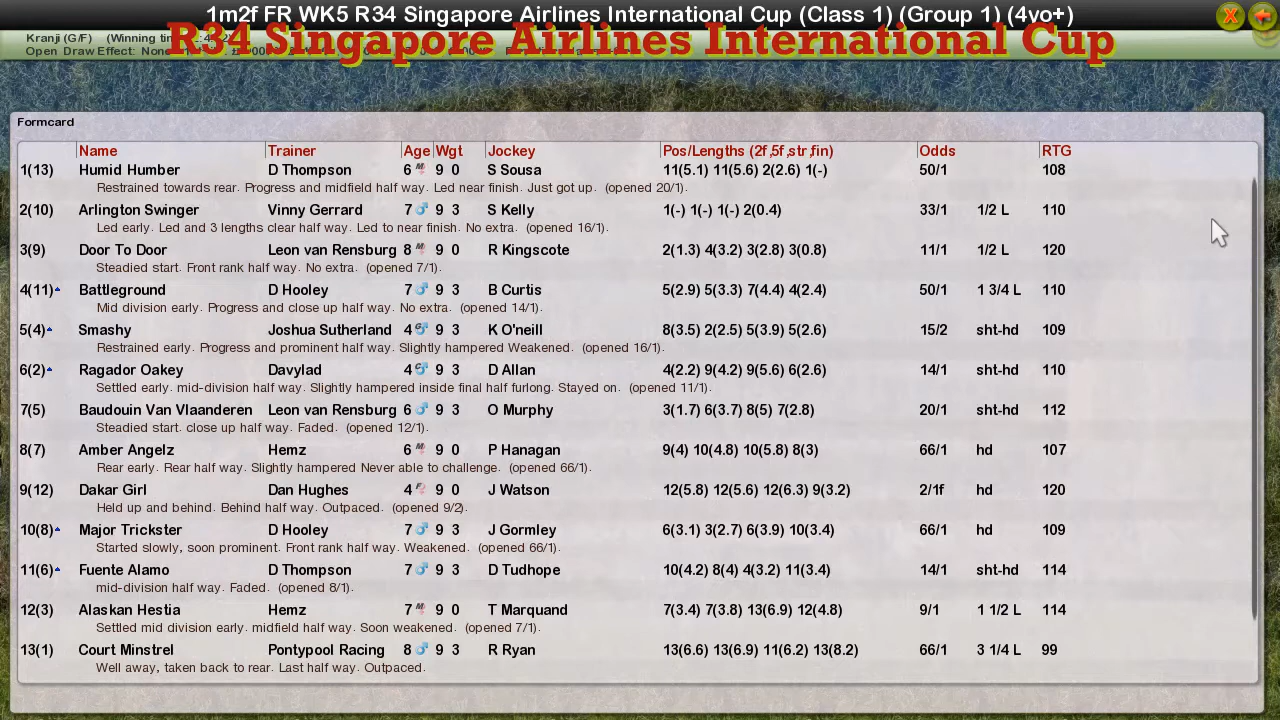 1m2f FR WK5 R34 Singapore Airlines International Cup (Class 1) (Group 1) (4yo+)
R34 Singapore Airlines International Cup
Kranji (G/F) (Winning
Open Draw Effect:
Formcard
Name Trainer Age Wgt Jockey Pos/Lengths (2f,5f,str,fin) Odds RTG
1(13) Humid Humber D Thompson 6 9 0 S Sousa 11(5.1) 11(5.6) 2(2.6) 1(-) 50/1 108
Restrained towards rear. Progress and midfield half way. Led near finish. Just got up. (opened 20/1).
2(10) Arlington Swinger Vinny Gerrard 7 9 3 S Kelly 1(-) 1(-) 1(-) 2(0.4) 33/1 1/2 L 110
Led early. Led and 3 lengths clear half way. Led to near finish. No extra. (opened 16/1).
3(9) Door To Door Leon van Rensburg 8 9 0 R Kingscote 2(1.3) 4(3.2) 3(2.8) 3(0.8) 11/1 1/2 L 120
Steadied start. Front rank half way. No extra. (opened 7/1).
4(11) Battleground D Hooley 7 9 3 B Curtis 5(2.9) 5(3.3) 7(4.4) 4(2.4) 50/1 1 3/4 L 110
Mid division early. Progress and close up half way. No extra. (opened 14/1).
5(4) Smashy Joshua Sutherland 4 9 3 K O'neill 8(3.5) 2(2.5) 5(3.9) 5(2.6) 15/2 sht-hd 109
Restrained early. Progress and prominent half way. Slightly hampered Weakened. (opened 16/1).
6(2) Ragador Oakey Davylad 4 9 3 D Allan 4(2.2) 9(4.2) 9(5.6) 6(2.6) 14/1 sht-hd 110
Settled early. mid-division half way. Slightly hampered inside final half furlong. Stayed on. (opened 11/1).
7(5) Baudouin Van Vlaanderen Leon van Rensburg 6 9 3 O Murphy 3(1.7) 6(3.7) 8(5) 7(2.8) 20/1 sht-hd 112
Steadied start. close up half way. Faded. (opened 12/1).
8(7) Amber Angelz Hemz 6 9 0 P Hanagan 9(4) 10(4.8) 10(5.8) 8(3) 66/1 hd 107
Rear early. Rear half way. Slightly hampered Never able to challenge. (opened 66/1).
9(12) Dakar Girl Dan Hughes 4 9 0 J Watson 12(5.8) 12(5.6) 12(6.3) 9(3.2) 2/1f hd 120
Held up and behind. Behind half way. Outpaced. (opened 9/2).
10(8) Major Trickster D Hooley 7 9 3 J Gormley 6(3.1) 3(2.7) 6(3.9) 10(3.4) 66/1 hd 109
Started slowly, soon prominent. Front rank half way. Weakened. (opened 66/1).
11(6) Fuente Alamo D Thompson 7 9 3 D Tudhope 10(4.2) 8(4) 4(3.2) 11(3.4) 14/1 sht-hd 114
mid-division half way. Faded. (opened 8/1).
12(3) Alaskan Hestia Hemz 7 9 0 T Marquand 7(3.4) 7(3.8) 13(6.9) 12(4.8) 9/1 1 1/2 L 114
Settled mid division early. midfield half way. Soon weakened. (opened 7/1).
13(1) Court Minstrel Pontypool Racing 8 9 3 R Ryan 13(6.6) 13(6.9) 11(6.2) 13(8.2) 66/1 3 1/4 L 99
Well away, taken back to rear. Last half way. Outpaced.